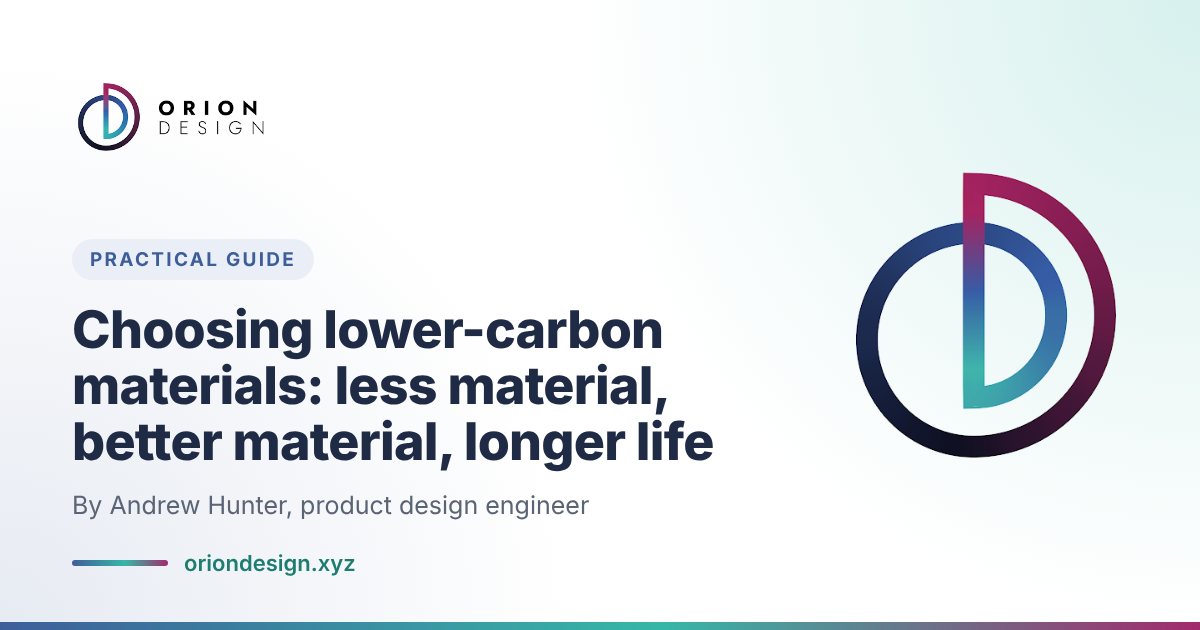 ORION
DESIGN
PRACTICAL GUIDE
Choosing lower-carbon
materials: less material,
better material, longer life
By Andrew Hunter, product design engineer
oriondesign.xyz